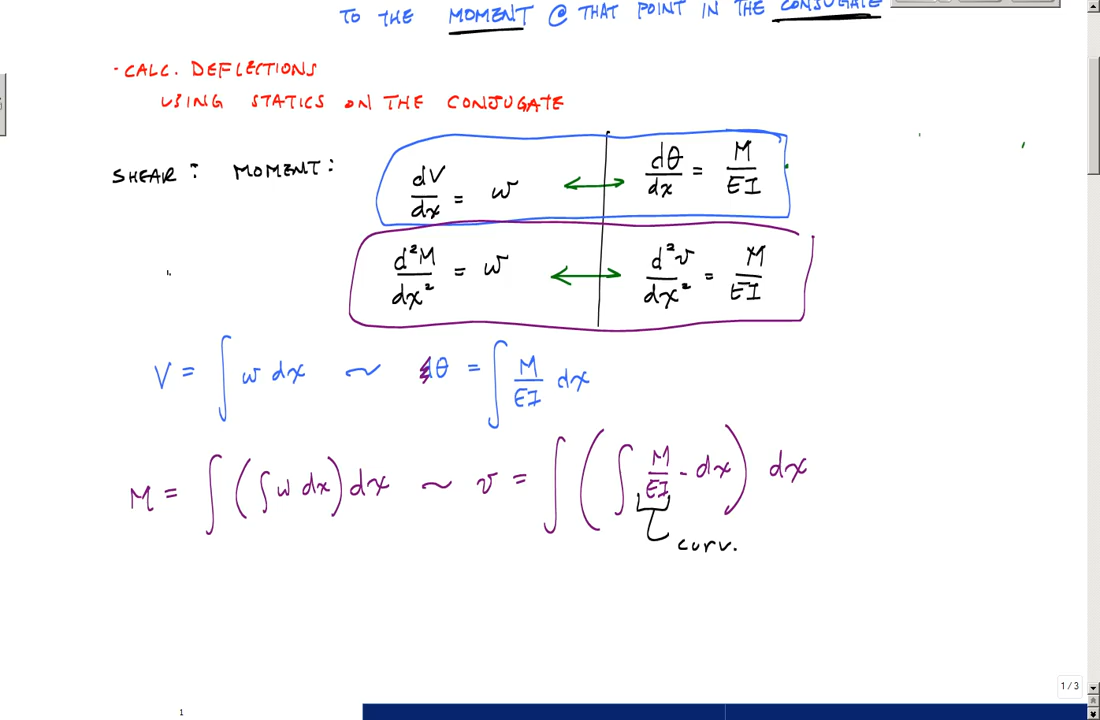 TO THE MOMENT @ THAT POINT IN THE CONJUGATE
· CALC. DEFLECTIONS
USING STATICS ON THE CONJUGATE
SHEAR : MOMENT :
dV/dx = w ⟷ dθ/dx = M/EI
d²M/dx² = w ⟷ d²v/dx² = M/EI
V = ∫ w dx ~ θ = ∫ M/EI dx
M = ∫ (∫ w dx) dx ~ v = ∫ (∫ M/EI - dx) dx
curv.
1/3
1